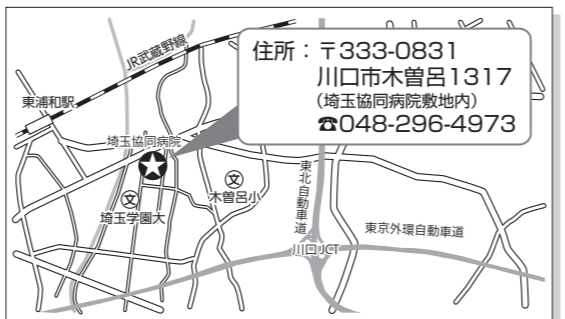 住所：〒333-0831
川口市木曽呂1317
（埼玉協同病院敷地内）
☎048-296-4973
JR武蔵野線
東浦和駅
埼玉協同病院
文
木曽呂小
文
埼玉学園大
東北自動車道
東京外環自動車道
川口JCT